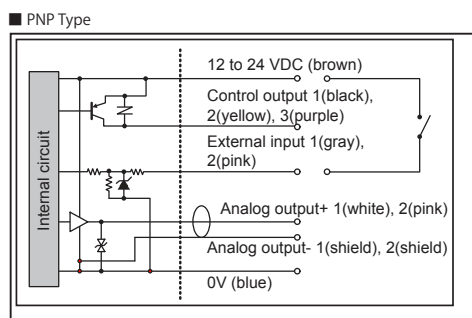 ■ PNP Type
12 to 24 VDC (brown)
Control output 1(black),
2(yellow), 3(purple)
External input 1(gray),
2(pink)
Internal circuit
Analog output+ 1(white), 2(pink)
Analog output- 1(shield), 2(shield)
0V (blue)